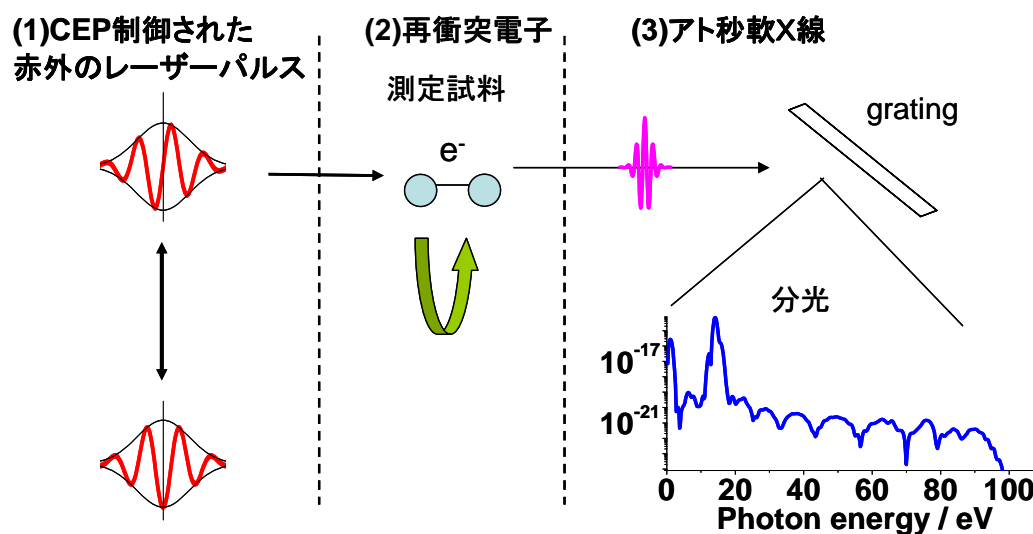 (1)CEP制御された
赤外のレーザーパルス
(2)再衝突電子
測定試料
e-
(3)アト秒軟X線
grating
分光
10-17
10-21
0 20 40 60 80 100
Photon energy / eV